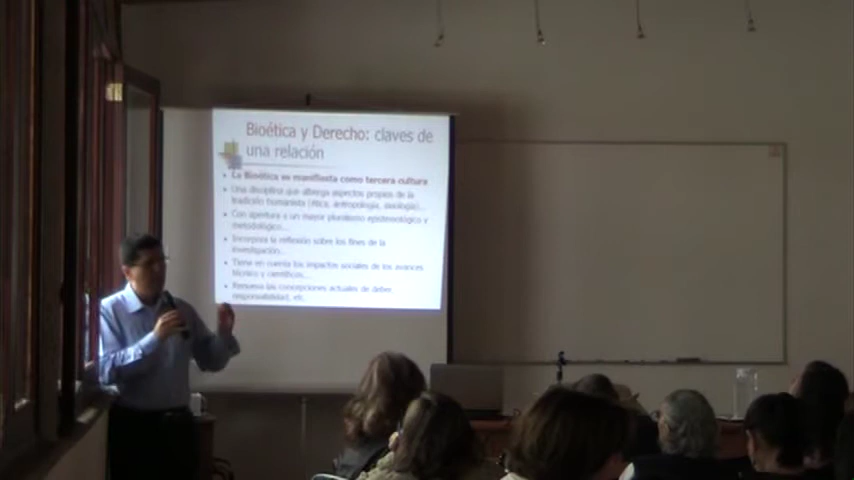 Bioética y Derecho: claves de
una relación
La Bioética se manifiesta como tercera cultura
Una disciplina que alberga aspectos propios de la
tradición humanista (ética, antropología, axiología)...
Con apertura a un mayor pluralismo epistemológico y
metodológico...
Incorpora la reflexión sobre los fines de la
investigación...
Tiene en cuenta los impactos sociales de los avances
técnico y científicos...
Renueva las concepciones actuales de deber,
responsabilidad, etc.